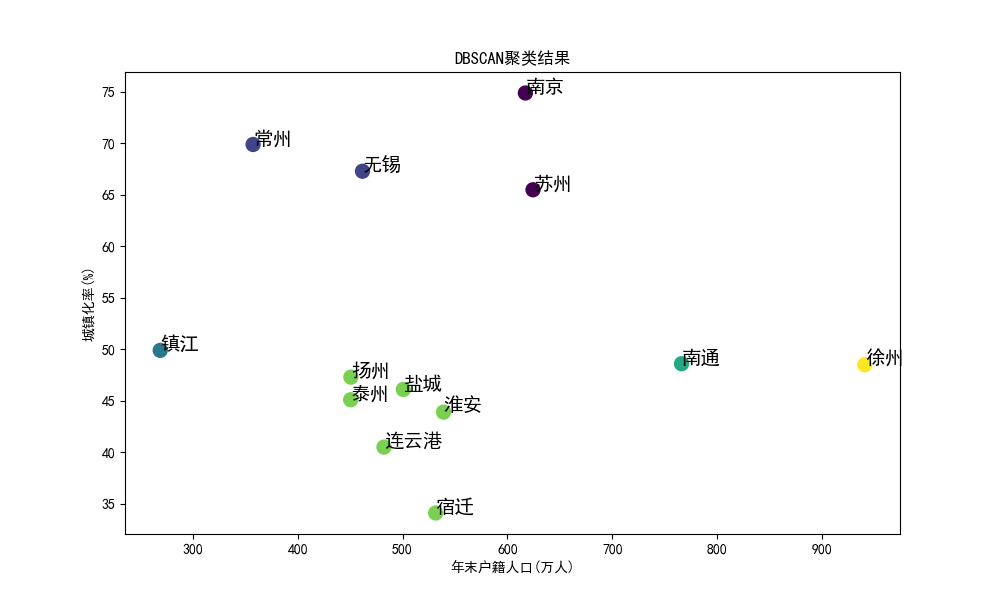 DBSCAN聚类结果
75
70
65
60
55
50
45
40
35
城镇化率(%)
南京
常州
无锡
苏州
镇江
南通
徐州
扬州
盐城
泰州
淮安
连云港
宿迁
300 400 500 600 700 800 900
年末户籍人口(万人)